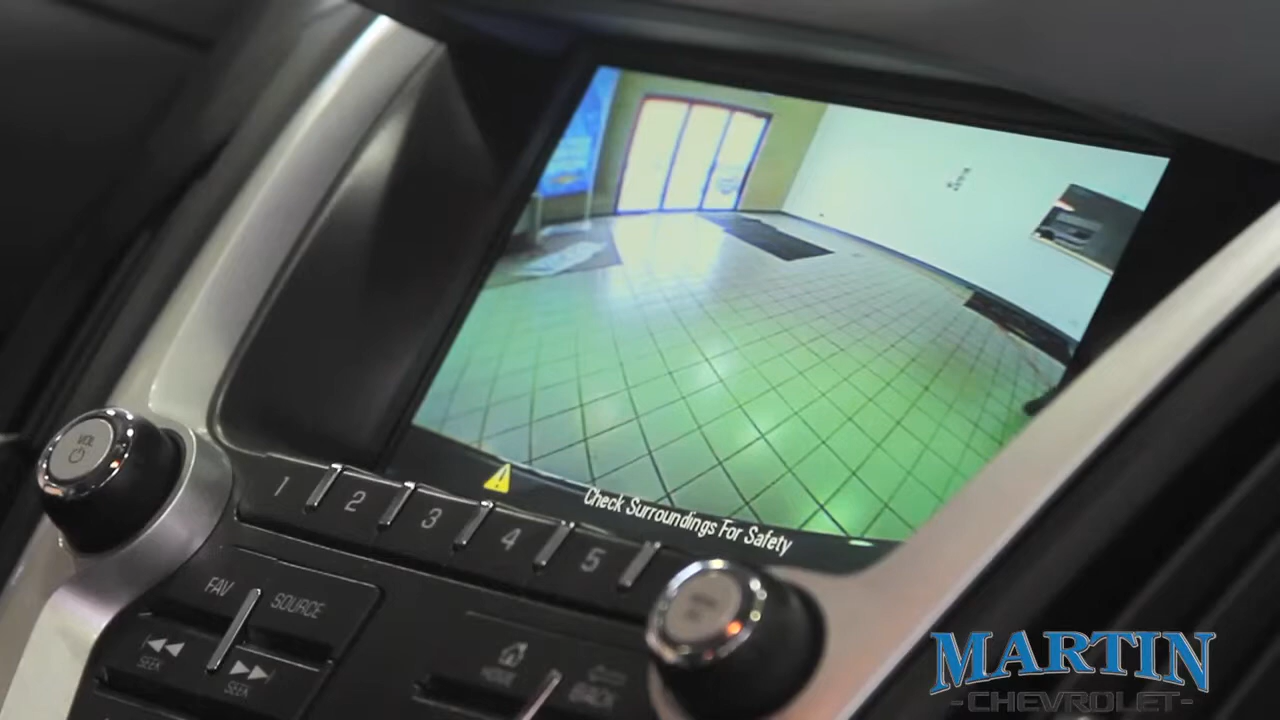 VOL
1 2 3 4 5
Check Surroundings For Safety
FAV
SOURCE
SEEK
SEEK
HOME
BACK
MARTIN
-CHEVROLET-